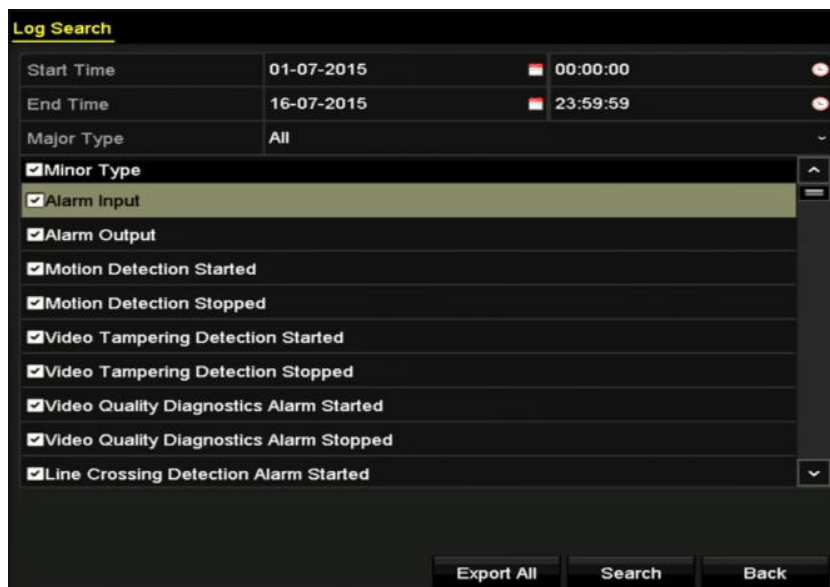 Log Search
Start Time 01-07-2015 00:00:00
End Time 16-07-2015 23:59:59
Major Type All
Minor Type
Alarm Input
Alarm Output
Motion Detection Started
Motion Detection Stopped
Video Tampering Detection Started
Video Tampering Detection Stopped
Video Quality Diagnostics Alarm Started
Video Quality Diagnostics Alarm Stopped
Line Crossing Detection Alarm Started
Export All Search Back